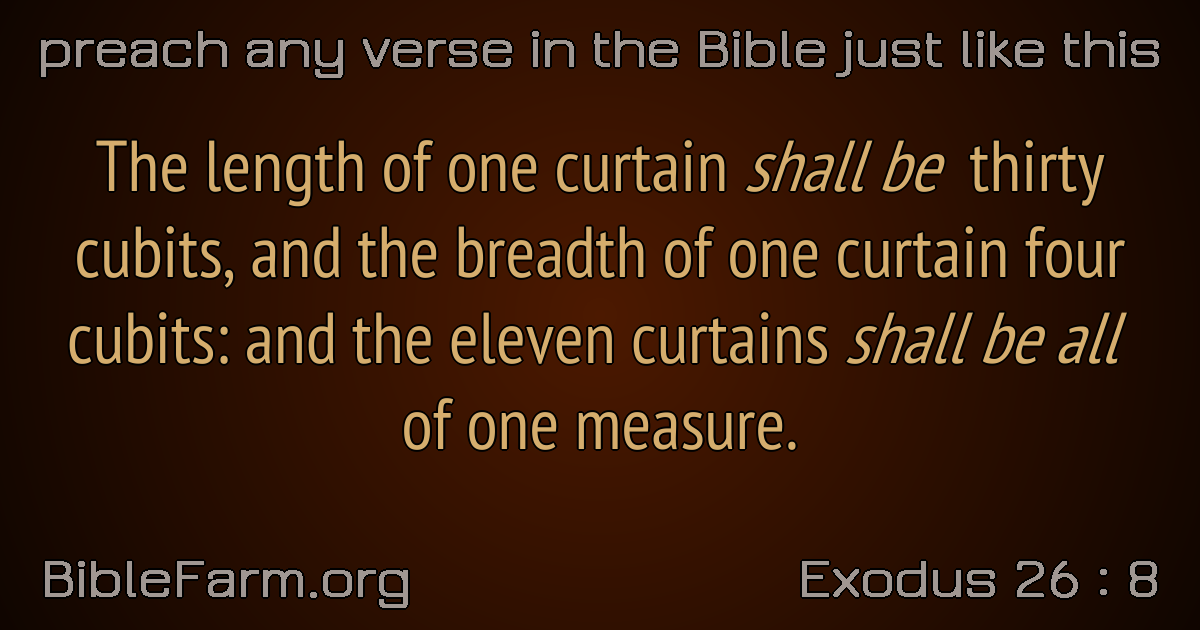 preach any verse in the Bible just like this
The length of one curtain shall be thirty
cubits, and the breadth of one curtain four
cubits: and the eleven curtains shall be all
of one measure.
BibleFarm.org
Exodus 26 : 8